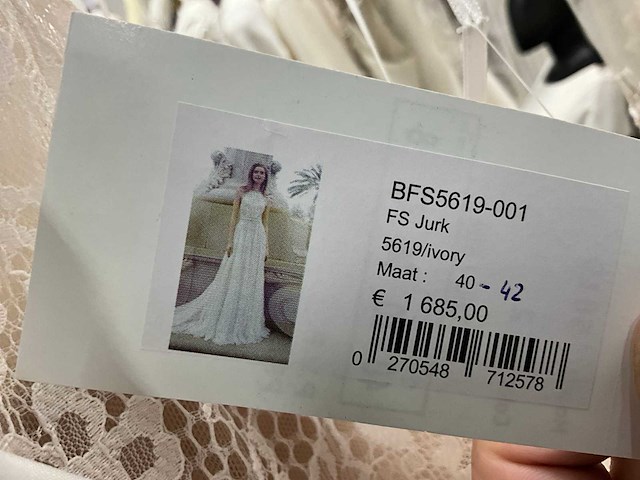 BFS5619-001
FS Jurk
5619/ivory
Maat : 40 - 42
€ 1 685,00
0 270548 712578